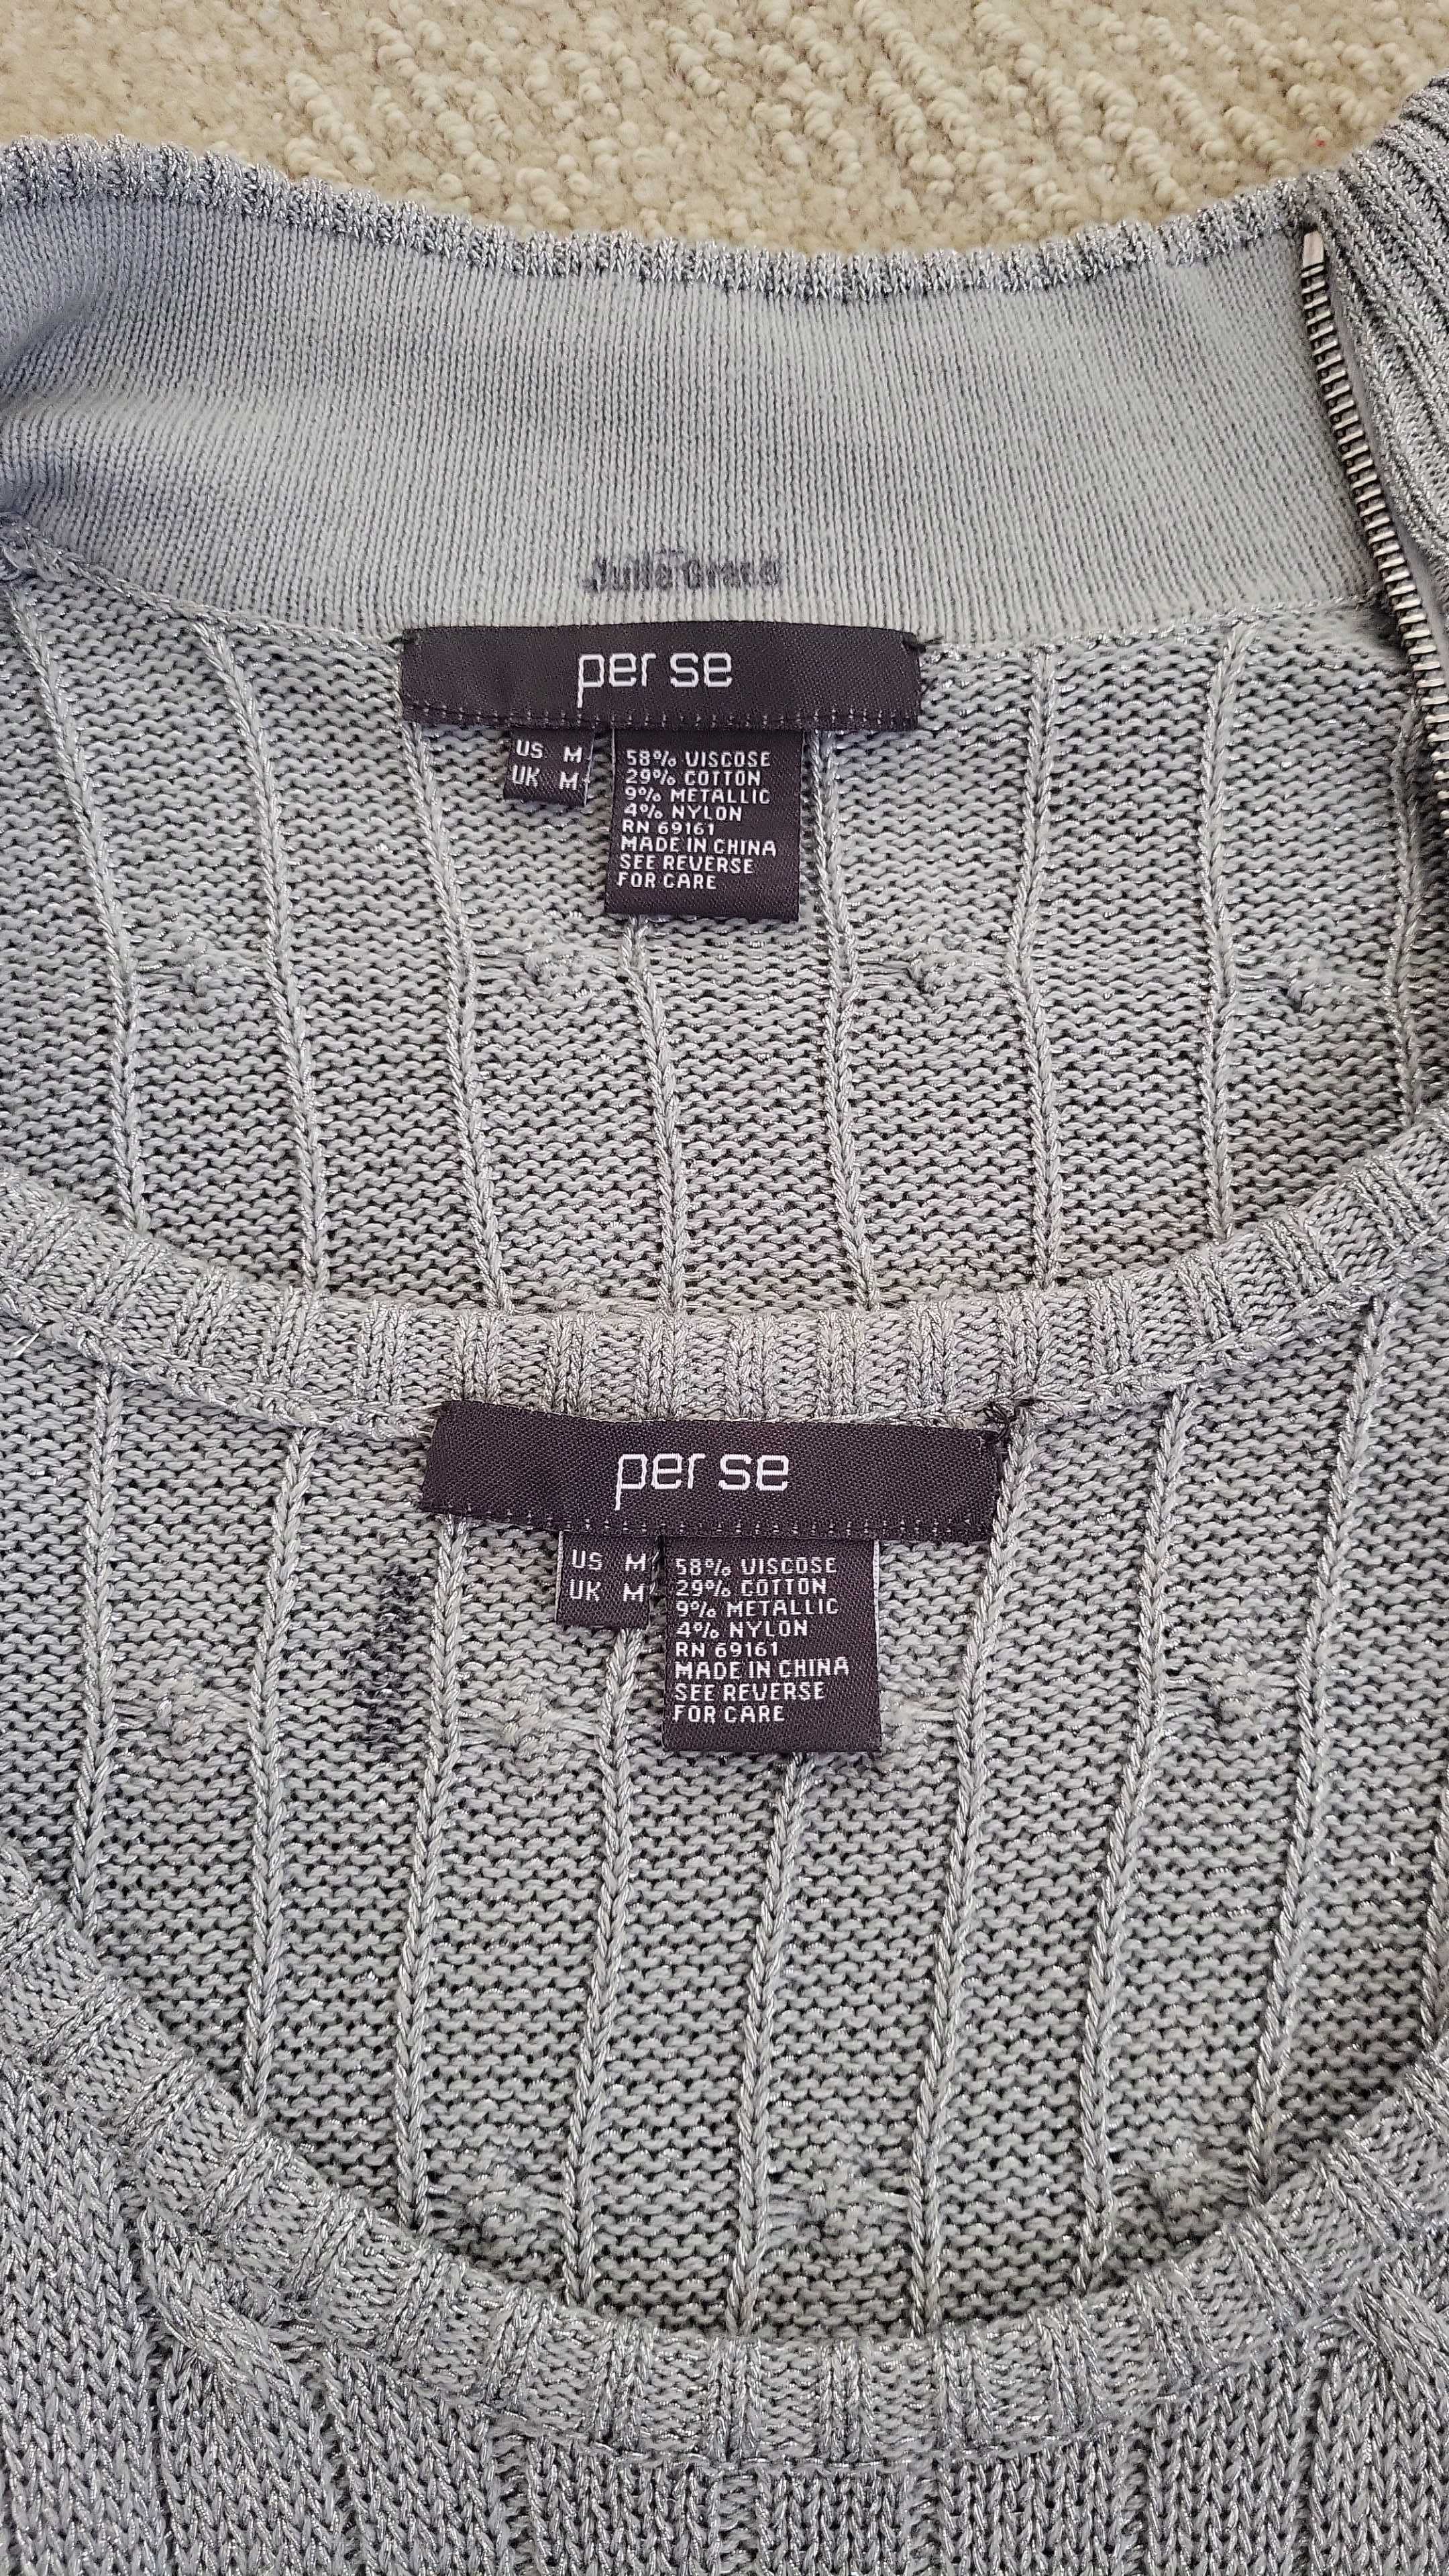 per se
US M
UK M
58% VISCOSE
29% COTTON
9% METALLIC
4% NYLON
RN 69161
MADE IN CHINA
SEE REVERSE
FOR CARE
per se
US M
UK M
58% VISCOSE
29% COTTON
9% METALLIC
4% NYLON
RN 69161
MADE IN CHINA
SEE REVERSE
FOR CARE